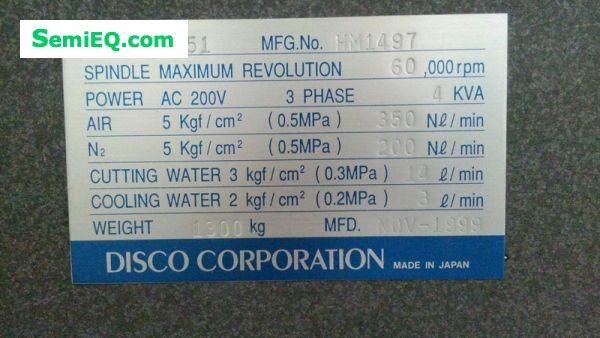 SemiEQ.com
51 MFG.No. HM1497
SPINDLE MAXIMUM REVOLUTION 60,000rpm
POWER AC 200V 3 PHASE 4 KVA
AIR 5 Kgf/cm² (0.5MPa) 350 Nℓ/min
N₂ 5 Kgf/cm² (0.5MPa) 200 Nℓ/min
CUTTING WATER 3 kgf/cm² (0.3MPa) 14 ℓ/min
COOLING WATER 2 kgf/cm² (0.2MPa) 3 ℓ/min
WEIGHT 1300 kg MFD. NOV-1999
DISCO CORPORATION MADE IN JAPAN